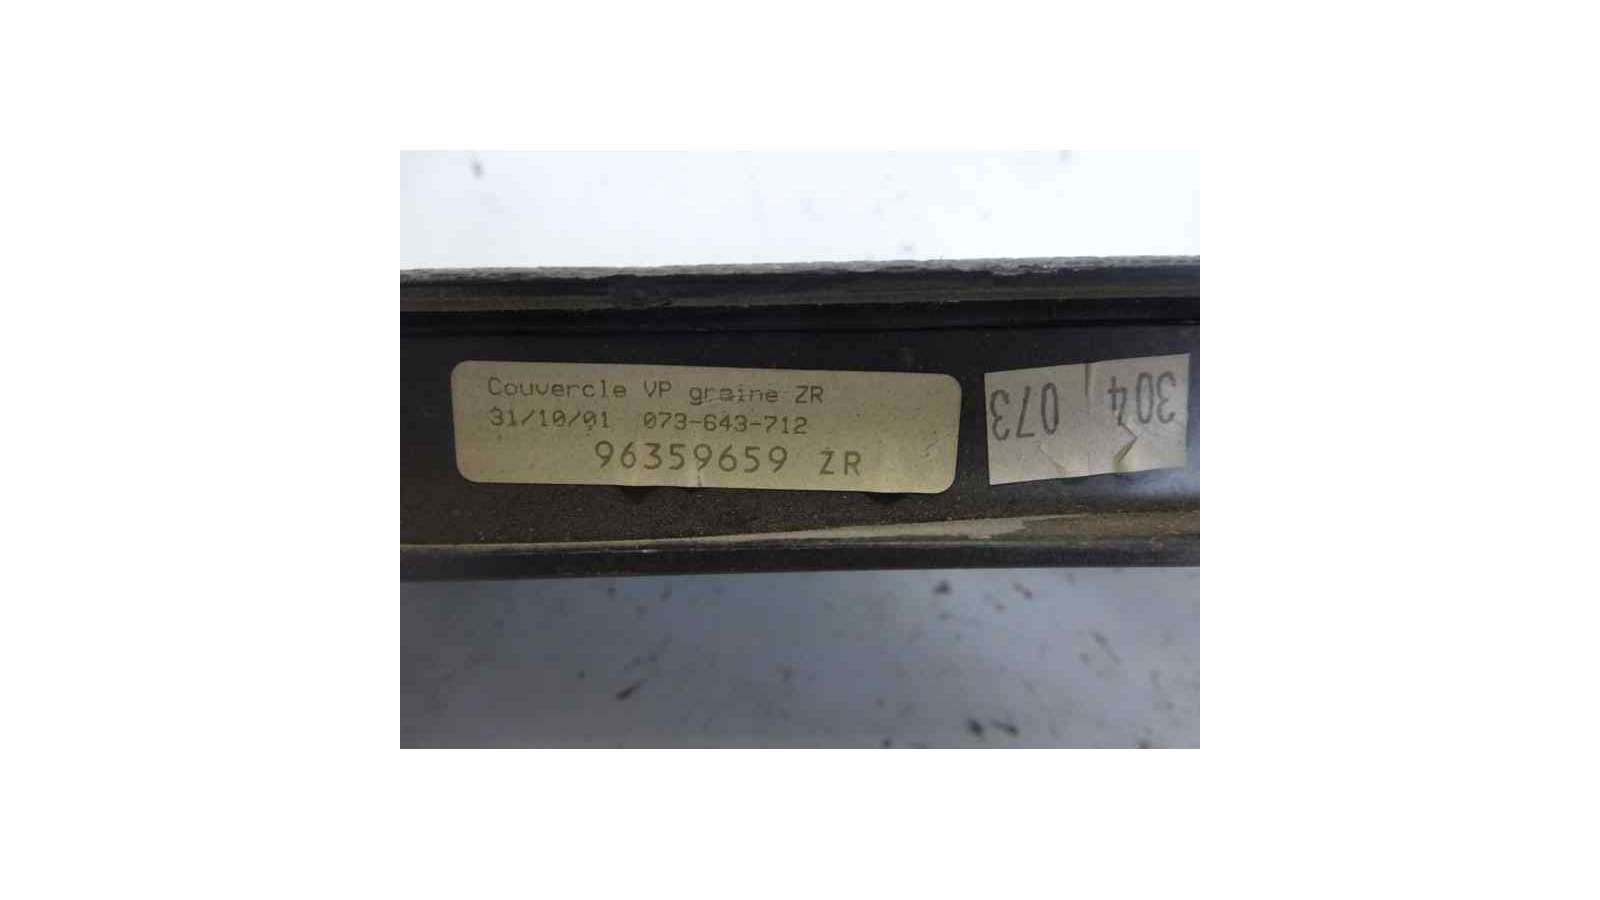 Couvercle VP graine ZR
31/10/01 073-643-712
96359659 ZR
304 073